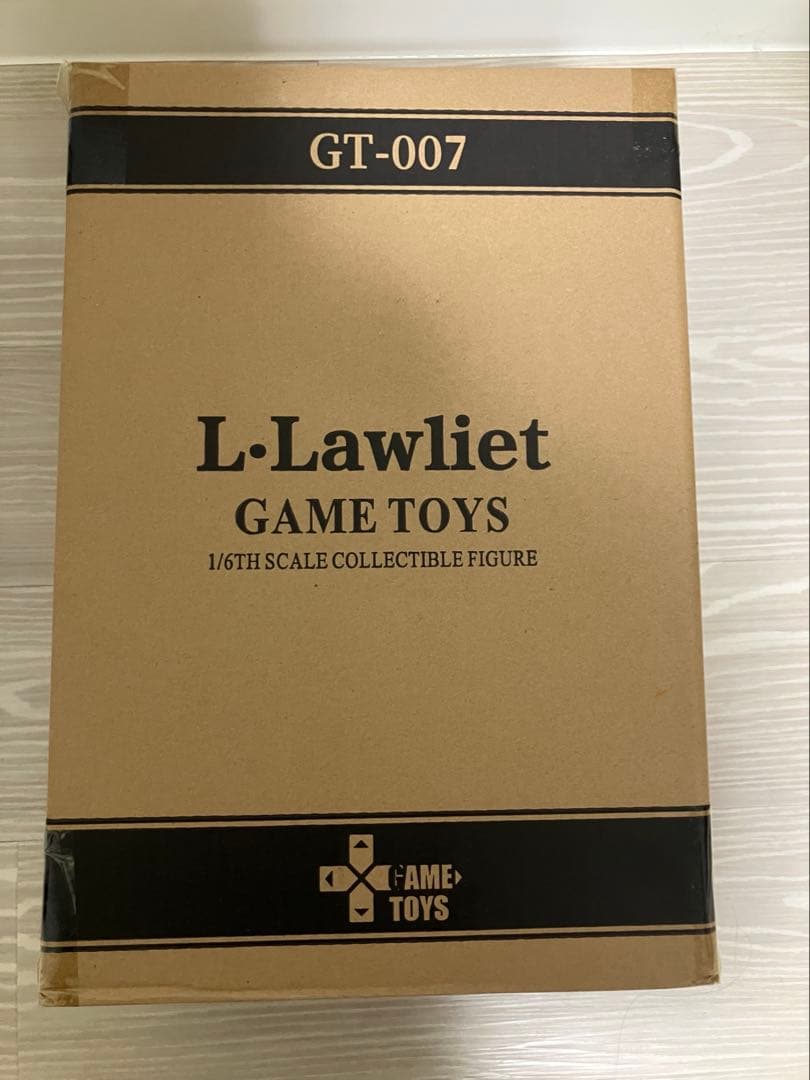 GT-007
L·Lawliet
GAME TOYS
1/6TH SCALE COLLECTIBLE FIGURE
GAME
TOYS